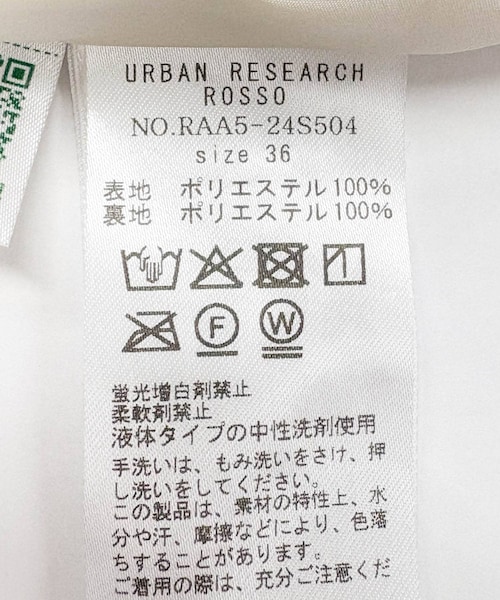 URBAN RESEARCH
ROSSO
NO.RAA5-24S504
size 36
表地 ポリエステル100%
裏地 ポリエステル100%
F W
蛍光増白剤禁止
柔軟剤禁止
液体タイプの中性洗剤使用
手洗いは、もみ洗いをさけ、押
し洗いをしてください。
この製品は、素材の特性上、水
分や汗、摩擦などにより、色落
ちすることがあります。
ご着用の際は、充分ご注意くだ